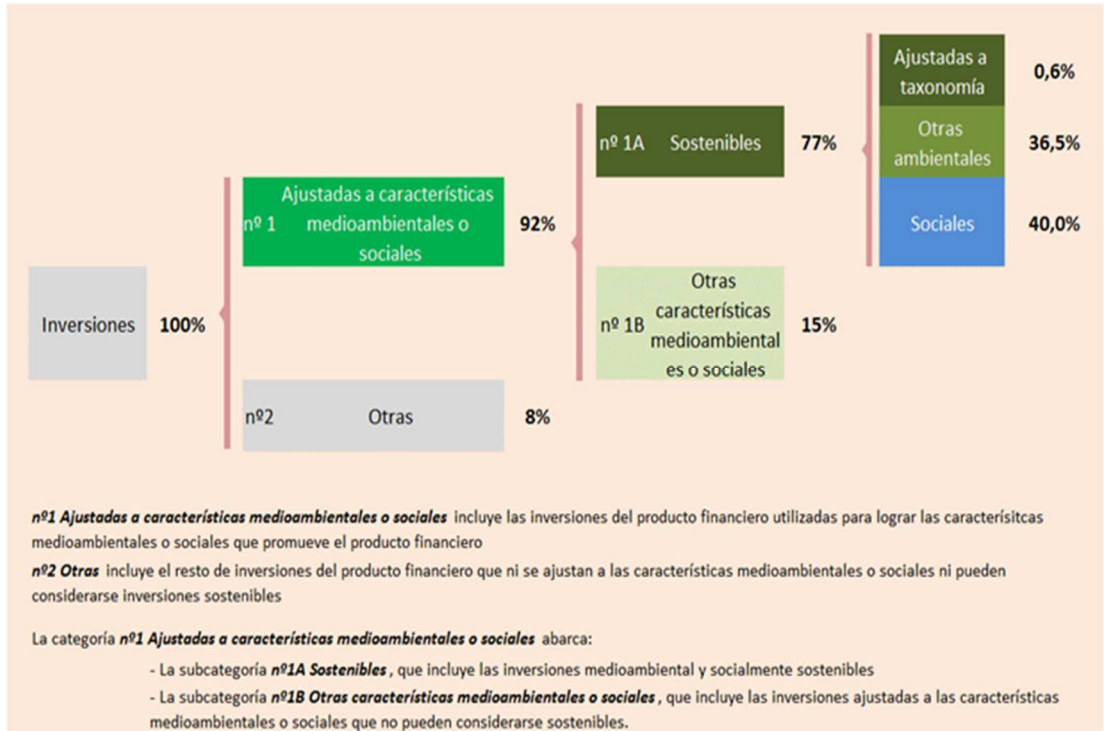 Ajustadas a
taxonomía
0,6%
Otras
ambientales
36,5%
Sociales
40,0%
nº 1A Sostenibles 77%
nº 1 Ajustadas a características
medioambientales o
sociales
92%
Inversiones 100%
nº 1B Otras
características
medioambiental
es o sociales
15%
nº2 Otras 8%
nº1 Ajustadas a características medioambientales o sociales incluye las inversiones del producto financiero utilizadas para lograr las caracterísitcas
medioambientales o sociales que promueve el producto financiero
nº2 Otras incluye el resto de inversiones del producto financiero que ni se ajustan a las características medioambientales o sociales ni pueden
considerarse inversiones sostenibles
La categoría nº1 Ajustadas a características medioambientales o sociales abarca:
- La subcategoría nº1A Sostenibles, que incluye las inversiones medioambiental y socialmente sostenibles
- La subcategoría nº1B Otras características medioambientales o sociales, que incluye las inversiones ajustadas a las características
medioambientales o sociales que no pueden considerarse sostenibles.